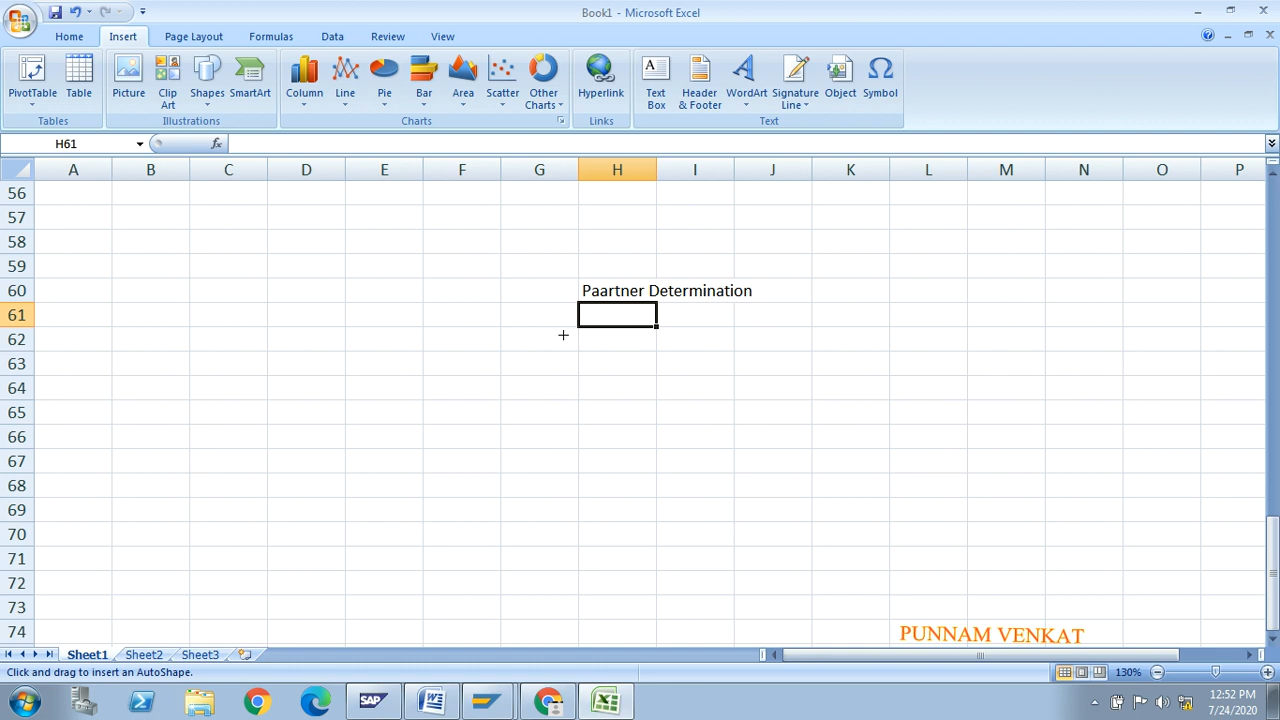 Book1 - Microsoft Excel
Home Insert Page Layout Formulas Data Review View
PivotTable Table Picture Clip Art Shapes SmartArt Column Line Pie Bar Area Scatter Other Charts Hyperlink Text Box Header & Footer WordArt Signature Line Object Symbol
Tables Illustrations Charts Links Text
H61 fx
A B C D E F G H I J K L M N O P
56
57
58
59
60 Paartner Determination
61
62
63
64
65
66
67
68
69
70
71
72
73
74
PUNNAM VENKAT
Sheet1 Sheet2 Sheet3
Click and drag to insert an AutoShape. 130%
SAP
12:52 PM
7/24/2020